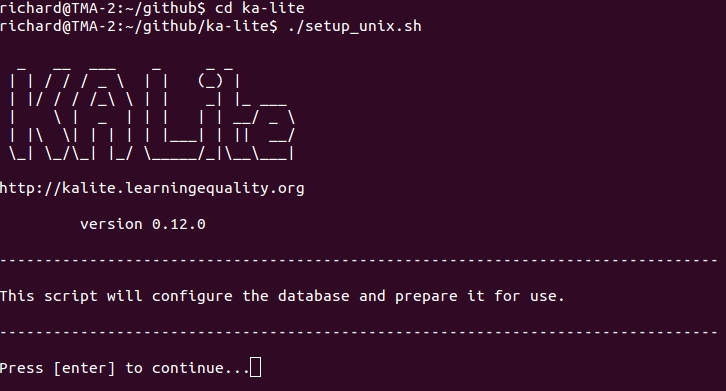 richard@TMA-2:~/github$ cd ka-lite
richard@TMA-2:~/github/ka-lite$ ./setup_unix.sh
KALite
http://kalite.learningequality.org
version 0.12.0
--------------------------------------------------------------------------------
This script will configure the database and prepare it for use.
--------------------------------------------------------------------------------
Press [enter] to continue...